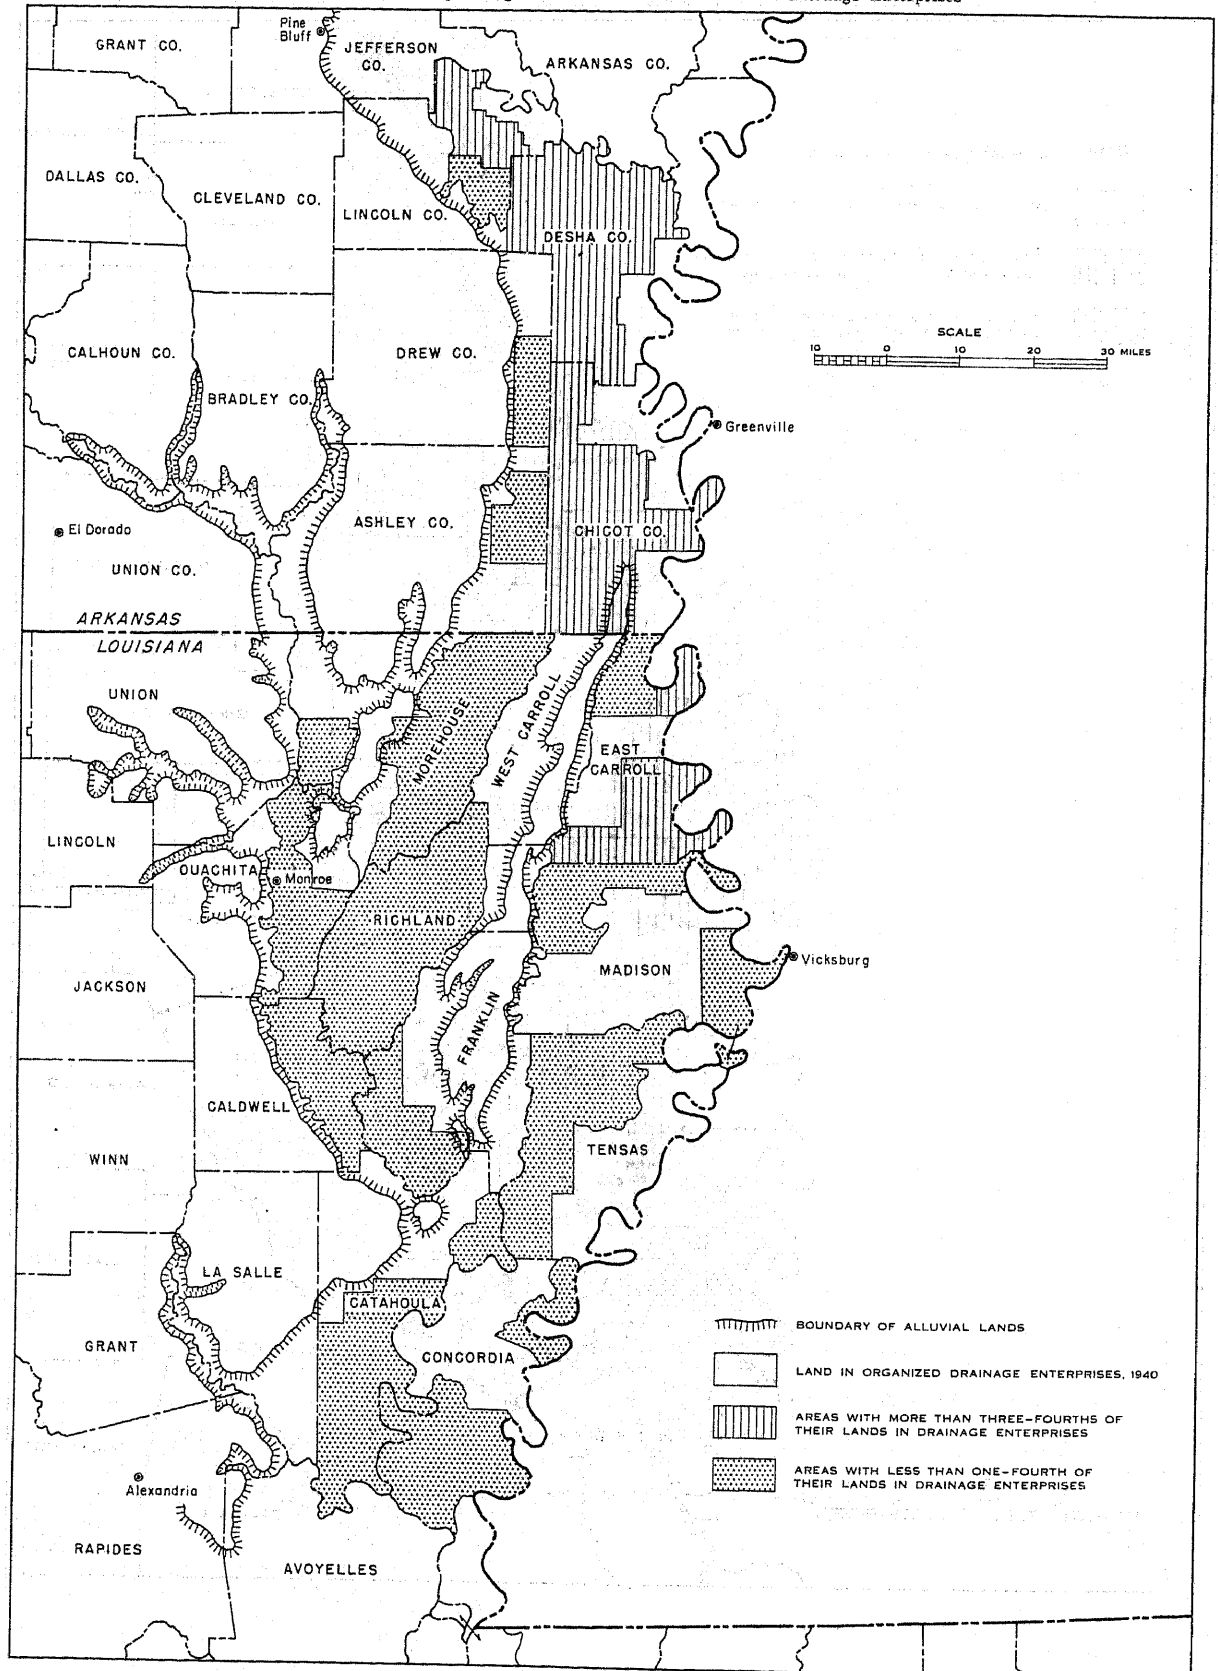 Drainage Enterprises
Pine
Bluff
GRANT CO.
JEFFERSON
CO.
ARKANSAS CO.
DALLAS CO.
CLEVELAND CO.
LINCOLN CO.
DESHA CO.
SCALE
10 0 10 20 30 MILES
CALHOUN CO.
DREW CO.
BRADLEY CO.
Greenville
ASHLEY CO.
CHICOT CO.
El Dorado
UNION CO.
ARKANSAS
LOUISIANA
UNION
MOREHOUSE
WEST CARROLL
EAST
CARROLL
LINCOLN
OUACHITA
Monroe
RICHLAND
MADISON
Vicksburg
JACKSON
FRANKLIN
CALDWELL
WINN
TENSAS
LA SALLE
CATAHOULA
GRANT
CONCORDIA
BOUNDARY OF ALLUVIAL LANDS
LAND IN ORGANIZED DRAINAGE ENTERPRISES, 1940
AREAS WITH MORE THAN THREE-FOURTHS OF
THEIR LANDS IN DRAINAGE ENTERPRISES
AREAS WITH LESS THAN ONE-FOURTH OF
THEIR LANDS IN DRAINAGE ENTERPRISES
Alexandria
RAPIDES
AVOYELLES